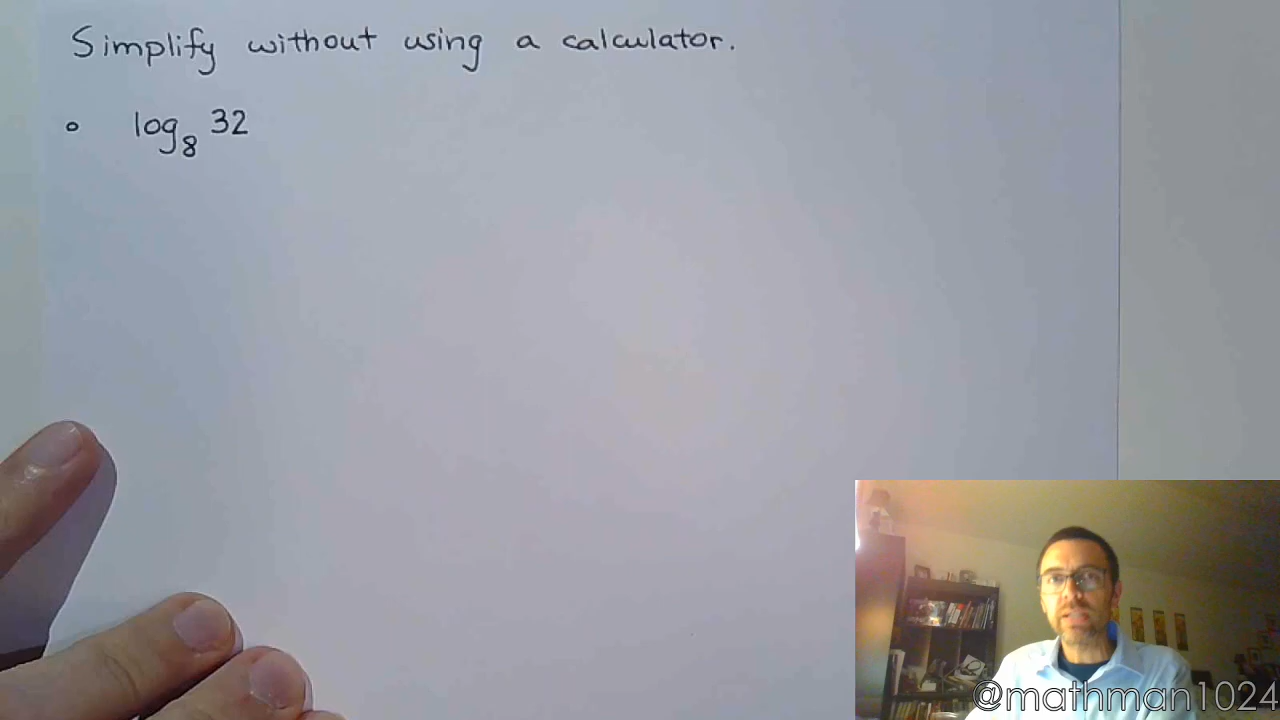 Simplify without using a calculator.
∘ log₈ 32
@mathman1024